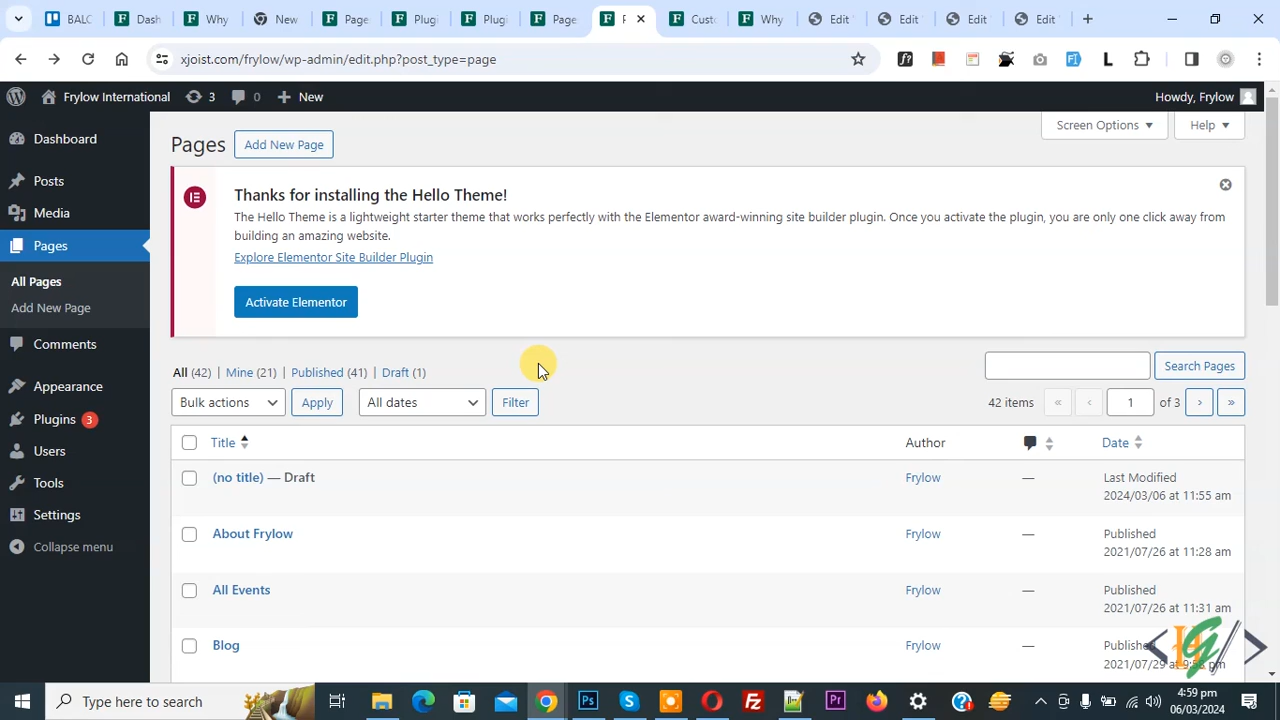 BALC
Dash
Why
New
Page
Plugi
Plugi
Page
Custo
Why
Edit
Edit
Edit
Edit
xjoist.com/frylow/wp-admin/edit.php?post_type=page
Frylow International
3
0
New
Howdy, Frylow
Dashboard
Posts
Media
Pages
All Pages
Add New Page
Comments
Appearance
Plugins 3
Users
Tools
Settings
Collapse menu
Pages
Add New Page
Screen Options
Help
Thanks for installing the Hello Theme!
The Hello Theme is a lightweight starter theme that works perfectly with the Elementor award-winning site builder plugin. Once you activate the plugin, you are only one click away from
building an amazing website.
Explore Elementor Site Builder Plugin
Activate Elementor
All (42) | Mine (21) | Published (41) | Draft (1)
Search Pages
Bulk actions
Apply
All dates
Filter
42 items « ‹ 1 of 3 › »
Title
Author
Date
(no title) — Draft
Frylow
—
Last Modified
2024/03/06 at 11:55 am
About Frylow
Frylow
—
Published
2021/07/26 at 11:28 am
All Events
Frylow
—
Published
2021/07/26 at 11:31 am
Blog
Frylow
—
Published
2021/07/29 at
Type here to search
4:59 pm
06/03/2024